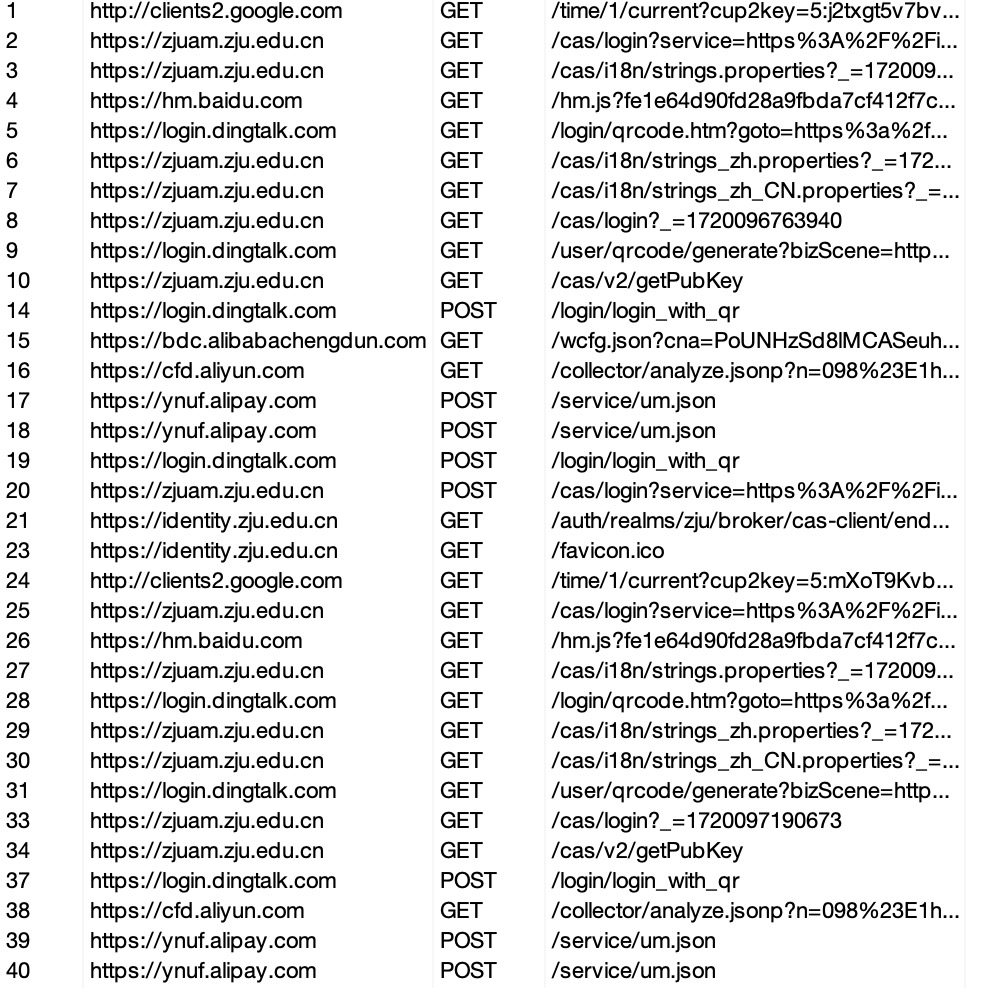 1 http://clients2.google.com GET /time/1/current?cup2key=5:j2txgt5v7bv...
2 https://zjuam.zju.edu.cn GET /cas/login?service=https%3A%2F%2Fi...
3 https://zjuam.zju.edu.cn GET /cas/i18n/strings.properties?_=172009...
4 https://hm.baidu.com GET /hm.js?fe1e64d90fd28a9fbda7cf412f7c...
5 https://login.dingtalk.com GET /login/qrcode.htm?goto=https%3a%2f...
6 https://zjuam.zju.edu.cn GET /cas/i18n/strings_zh.properties?_=172...
7 https://zjuam.zju.edu.cn GET /cas/i18n/strings_zh_CN.properties?_=...
8 https://zjuam.zju.edu.cn GET /cas/login?_=1720096763940
9 https://login.dingtalk.com GET /user/qrcode/generate?bizScene=http...
10 https://zjuam.zju.edu.cn GET /cas/v2/getPubKey
14 https://login.dingtalk.com POST /login/login_with_qr
15 https://bdc.alibabachengdun.com GET /wcfg.json?cna=PoUNHzSd8lMCASeuh...
16 https://cfd.aliyun.com GET /collector/analyze.jsonp?n=098%23E1h...
17 https://ynuf.alipay.com POST /service/um.json
18 https://ynuf.alipay.com POST /service/um.json
19 https://login.dingtalk.com POST /login/login_with_qr
20 https://zjuam.zju.edu.cn POST /cas/login?service=https%3A%2F%2Fi...
21 https://identity.zju.edu.cn GET /auth/realms/zju/broker/cas-client/end...
23 https://identity.zju.edu.cn GET /favicon.ico
24 http://clients2.google.com GET /time/1/current?cup2key=5:mXoT9Kvb...
25 https://zjuam.zju.edu.cn GET /cas/login?service=https%3A%2F%2Fi...
26 https://hm.baidu.com GET /hm.js?fe1e64d90fd28a9fbda7cf412f7c...
27 https://zjuam.zju.edu.cn GET /cas/i18n/strings.properties?_=172009...
28 https://login.dingtalk.com GET /login/qrcode.htm?goto=https%3a%2f...
29 https://zjuam.zju.edu.cn GET /cas/i18n/strings_zh.properties?_=172...
30 https://zjuam.zju.edu.cn GET /cas/i18n/strings_zh_CN.properties?_=...
31 https://login.dingtalk.com GET /user/qrcode/generate?bizScene=http...
33 https://zjuam.zju.edu.cn GET /cas/login?_=1720097190673
34 https://zjuam.zju.edu.cn GET /cas/v2/getPubKey
37 https://login.dingtalk.com POST /login/login_with_qr
38 https://cfd.aliyun.com GET /collector/analyze.jsonp?n=098%23E1h...
39 https://ynuf.alipay.com POST /service/um.json
40 https://ynuf.alipay.com POST /service/um.json